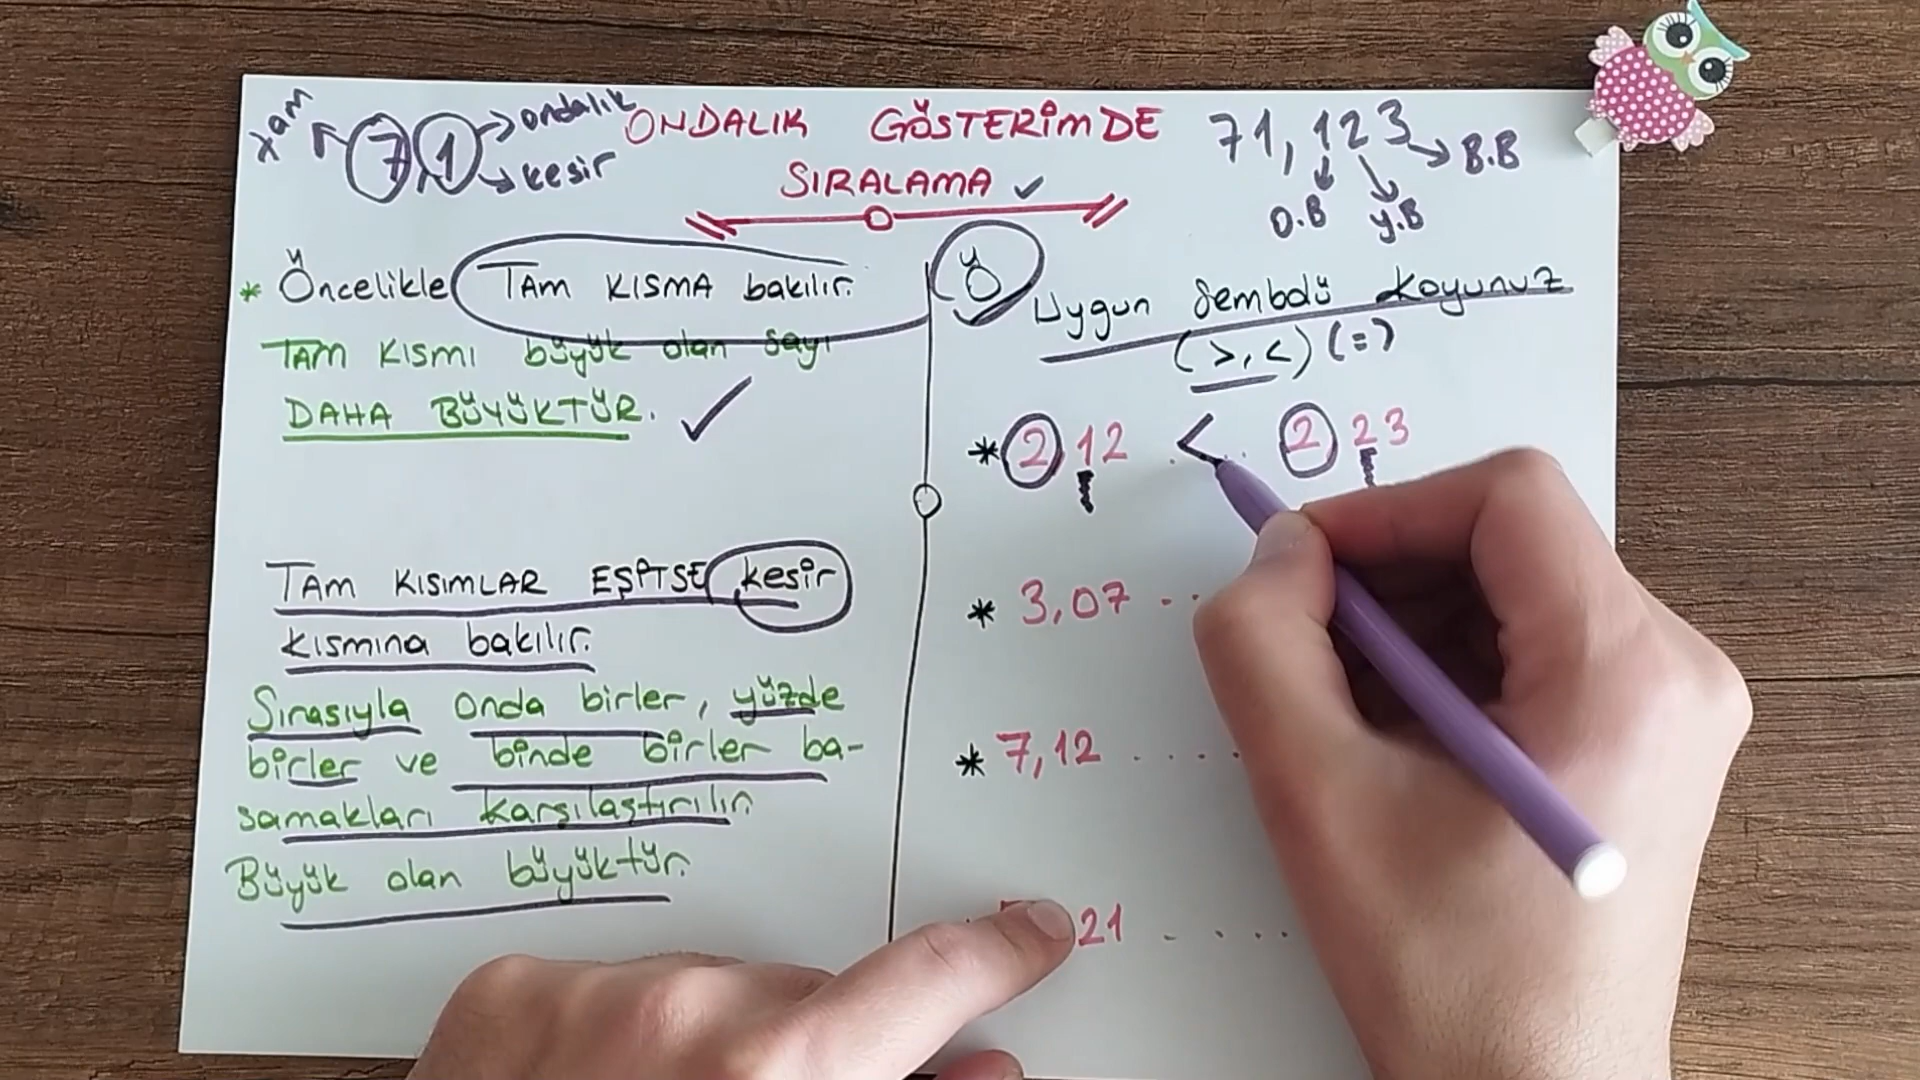 tam 7,1 ondalık
kesir
ONDALIK GÖSTERİMDE
SIRALAMA
71,123
B.B
O.B y.B
* Öncelikle TAM KISMA bakılır.
TAM KISMI büyük olan sayı
DAHA BÜYÜKTÜR.
TAM KISIMLAR EŞİTSE kesir
kısmına bakılır.
Sırasıyla onda birler, yüzde
birler ve binde birler ba-
samakları karşılaştırılır.
Büyük olan büyüktür.
Ö
Uygun Sembolü Koyunuz
(>,<) (=)
* 2,12 ..<.. 2,23
* 3,07 ..
* 7,12 ....
21 ....